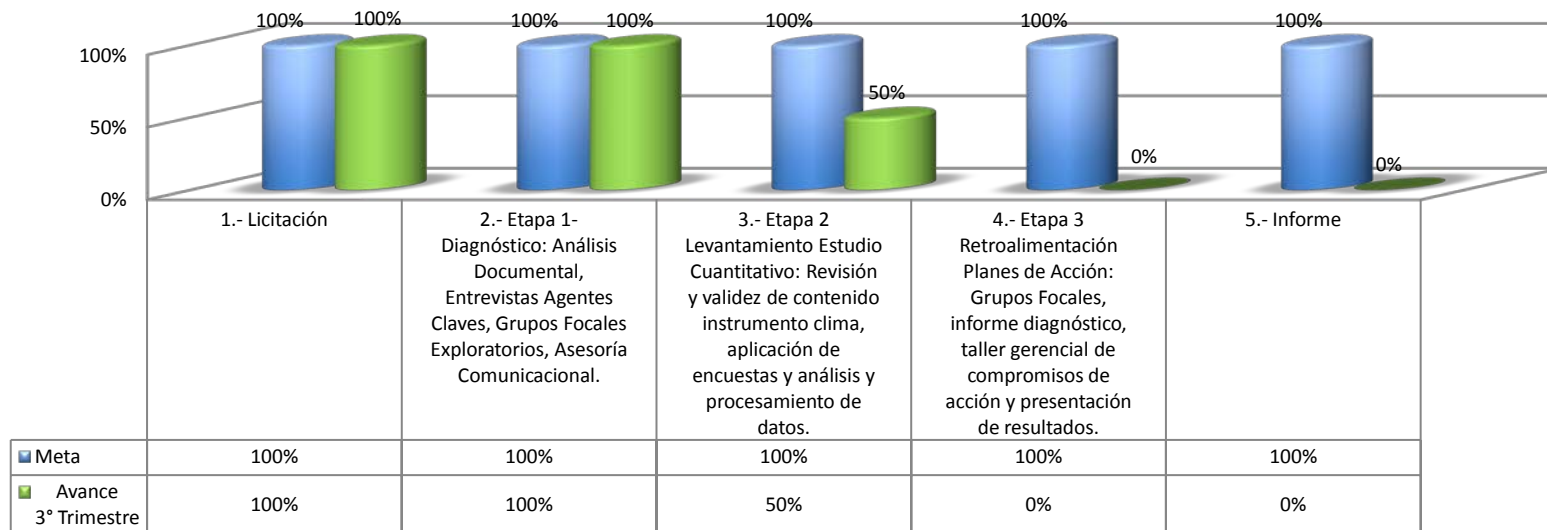 100% 100% 100% 100% 100% 100% 100%
50%
0% 0%
100%
50%
0%
1.- Licitación
2.- Etapa 1-
Diagnóstico: Análisis
Documental,
Entrevistas Agentes
Claves, Grupos Focales
Exploratorios, Asesoría
Comunicacional.
3.- Etapa 2
Levantamiento Estudio
Cuantitativo: Revisión
y validez de contenido
instrumento clima,
aplicación de
encuestas y análisis y
procesamiento de
datos.
4.- Etapa 3
Retroalimentación
Planes de Acción:
Grupos Focales,
informe diagnóstico,
taller gerencial de
compromisos de
acción y presentación
de resultados.
5.- Informe
Meta 100% 100% 100% 100% 100%
Avance
3° Trimestre 100% 100% 50% 0% 0%